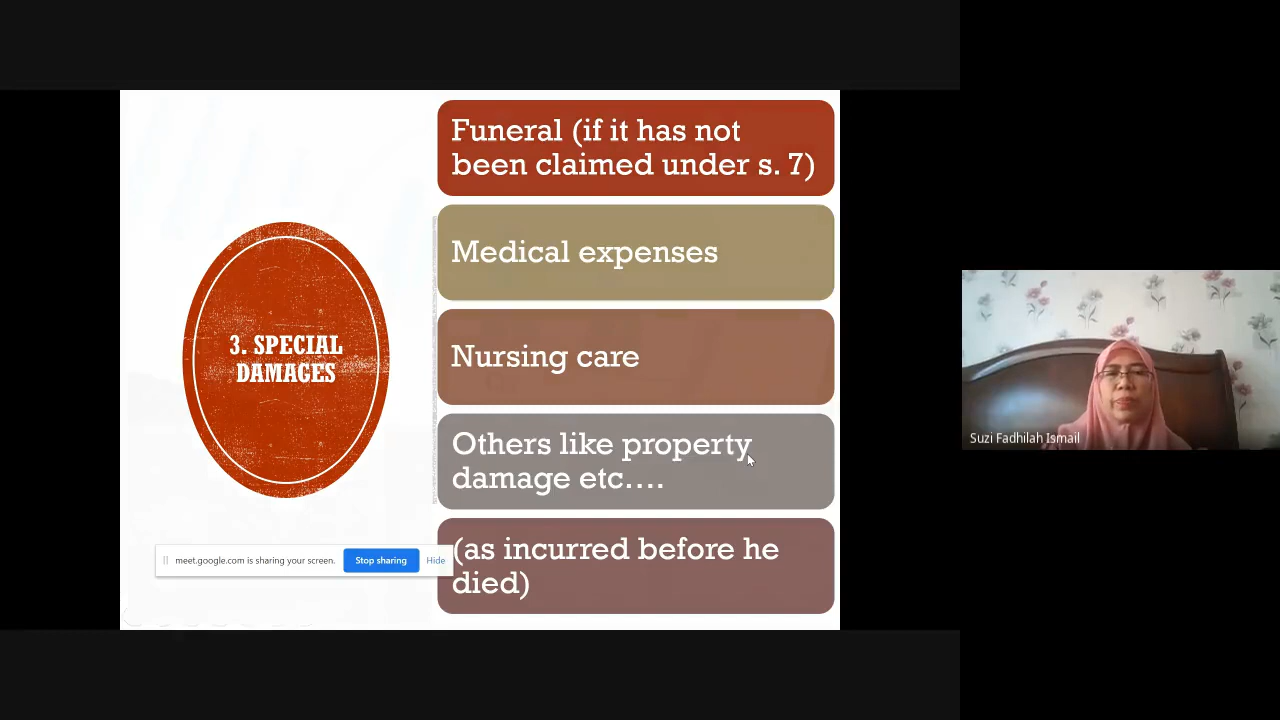 Funeral (if it has not
been claimed under s. 7)
Medical expenses
Nursing care
3. SPECIAL
DAMAGES
Others like property
damage etc....
(as incurred before he
died)
meet.google.com is sharing your screen.
Stop sharing
Hide
Suzi Fadhilah Ismail